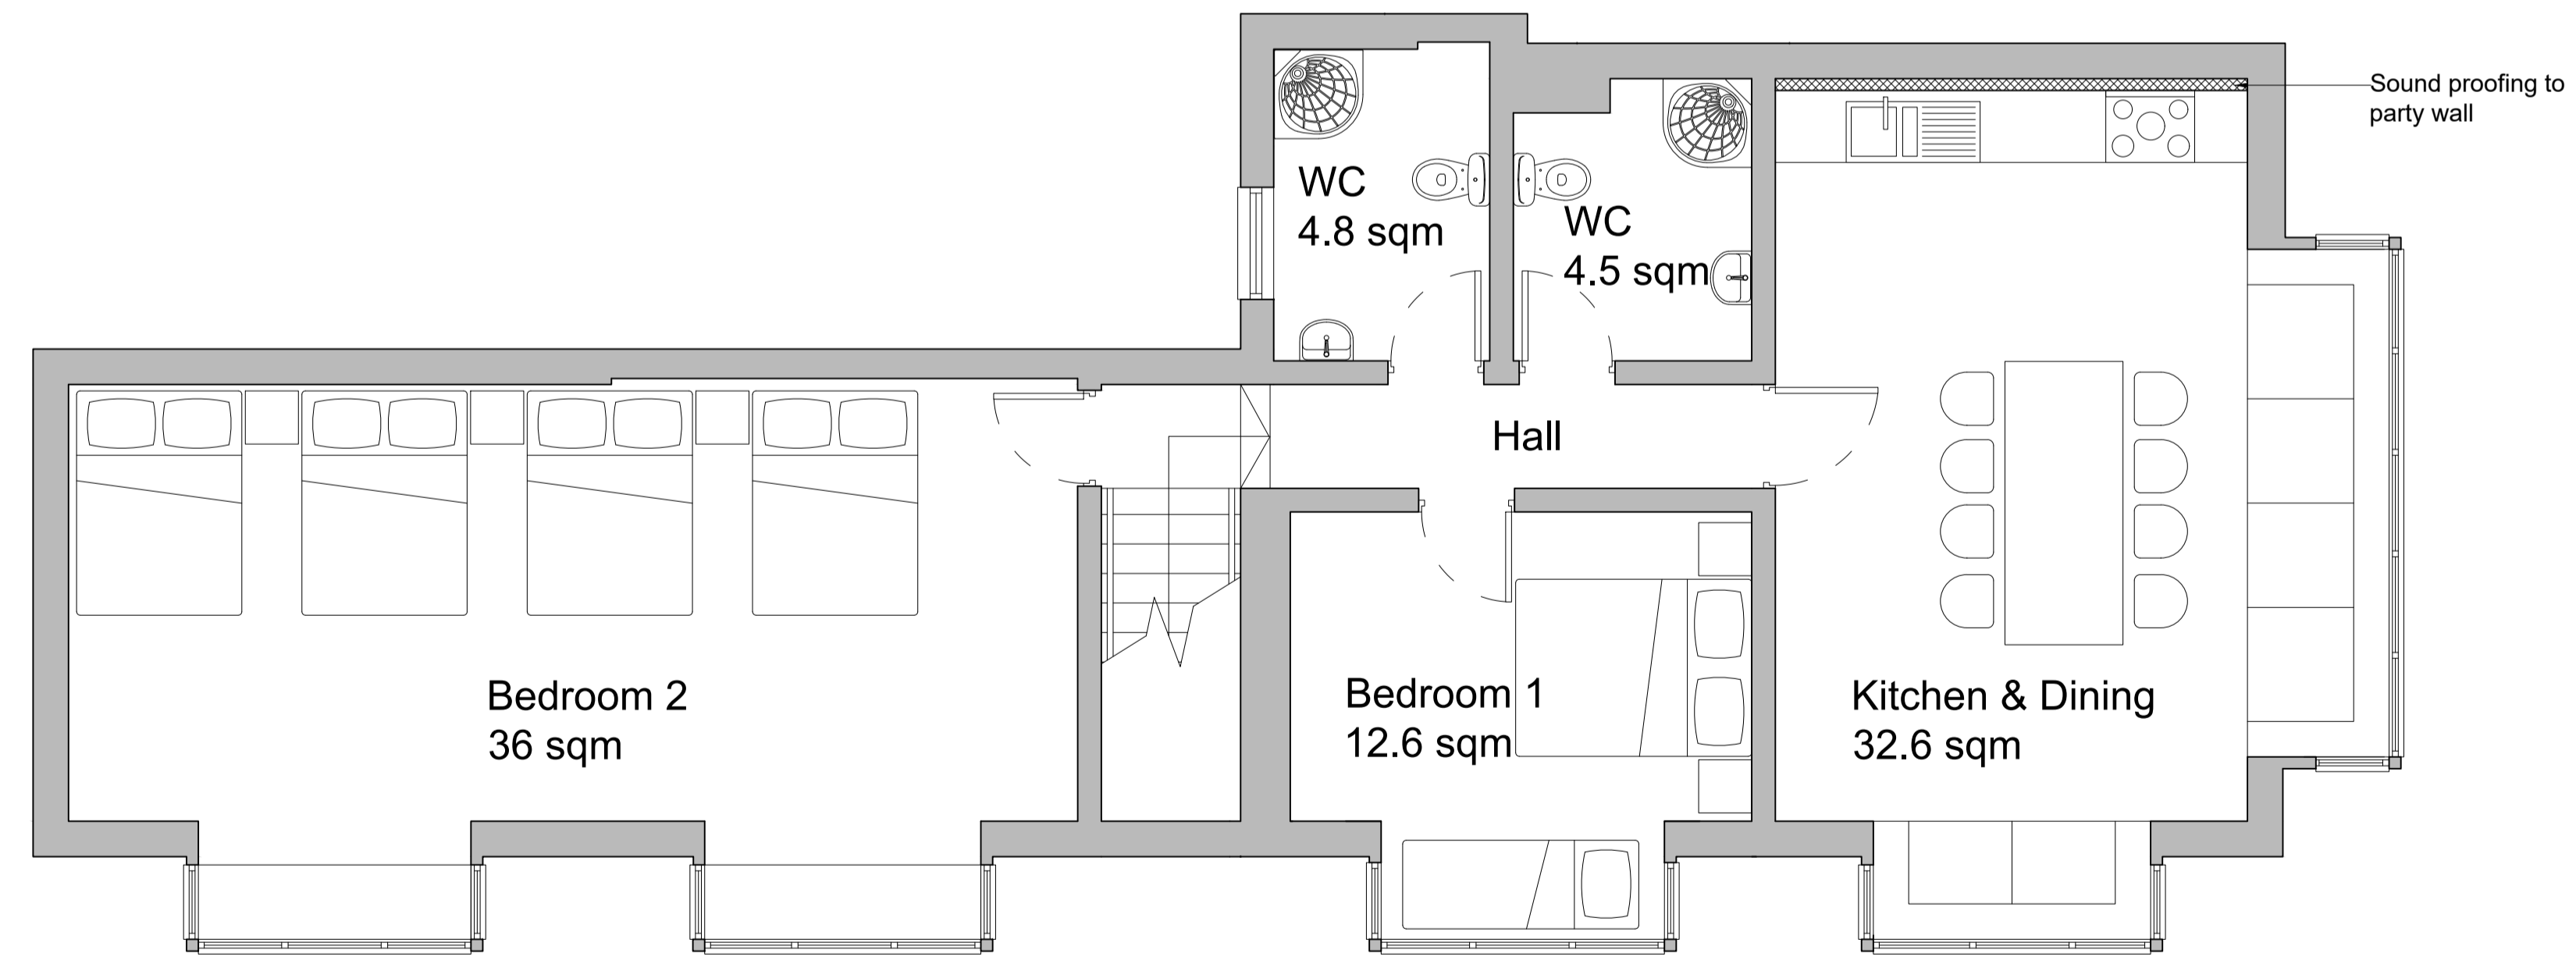 Sound proofing to
party wall
WC
4.8 sqm
WC
4.5 sqm
Hall
Bedroom 2
36 sqm
Bedroom 1
12.6 sqm
Kitchen & Dining
32.6 sqm